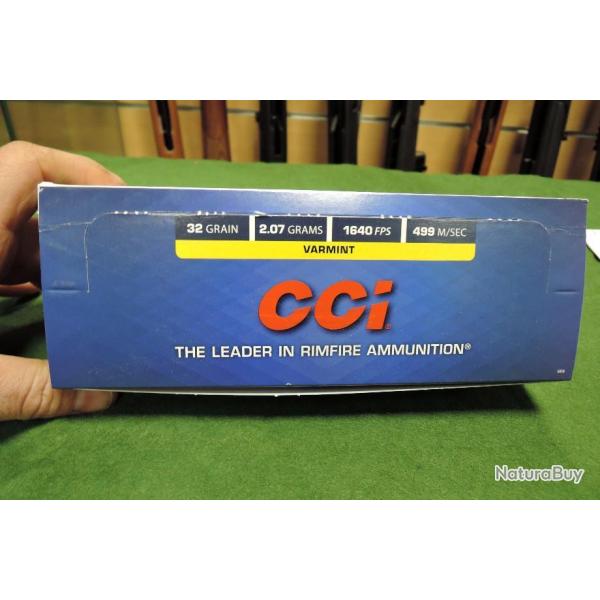 32 GRAIN 2.07 GRAMS 1640 FPS 499 M/SEC
VARMINT
CCi
THE LEADER IN RIMFIRE AMMUNITION®
NaturaBuy